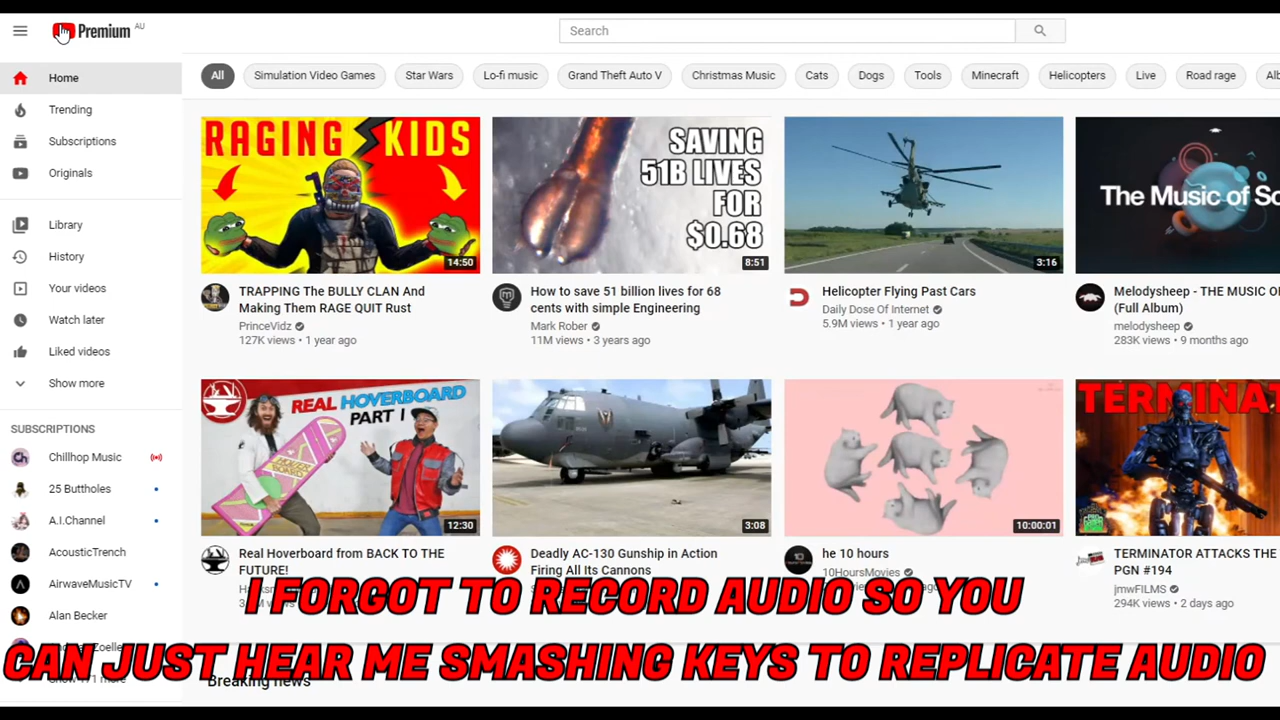 Premium AU
Search
Home
Trending
Subscriptions
Originals
Library
History
Your videos
Watch later
Liked videos
Show more
SUBSCRIPTIONS
Chillhop Music
25 Buttholes
A.I.Channel
AcousticTrench
AirwaveMusicTV
Alan Becker
All
Simulation Video Games
Star Wars
Lo-fi music
Grand Theft Auto V
Christmas Music
Cats
Dogs
Tools
Minecraft
Helicopters
Live
Road rage
RAGING KIDS
14:50
TRAPPING The BULLY CLAN And
Making Them RAGE QUIT Rust
PrinceVidz
127K views • 1 year ago
SAVING
51B LIVES
FOR
$0.68
8:51
How to save 51 billion lives for 68
cents with simple Engineering
Mark Rober
11M views • 3 years ago
3:16
Helicopter Flying Past Cars
Daily Dose Of Internet
5.9M views • 1 year ago
The Music of So
Melodysheep - THE MUSIC O
(Full Album)
melodysheep
283K views • 9 months ago
REAL HOVERBOARD
PART 1
12:30
Real Hoverboard from BACK TO THE
FUTURE!
3:08
Deadly AC-130 Gunship in Action
Firing All Its Cannons
10:00:01
he 10 hours
10HoursMovies
TERMINAT
TERMINATOR ATTACKS THE
PGN #194
jmwFILMS
294K views • 2 days ago
I FORGOT TO RECORD AUDIO SO YOU
CAN JUST HEAR ME SMASHING KEYS TO REPLICATE AUDIO
Breaking news